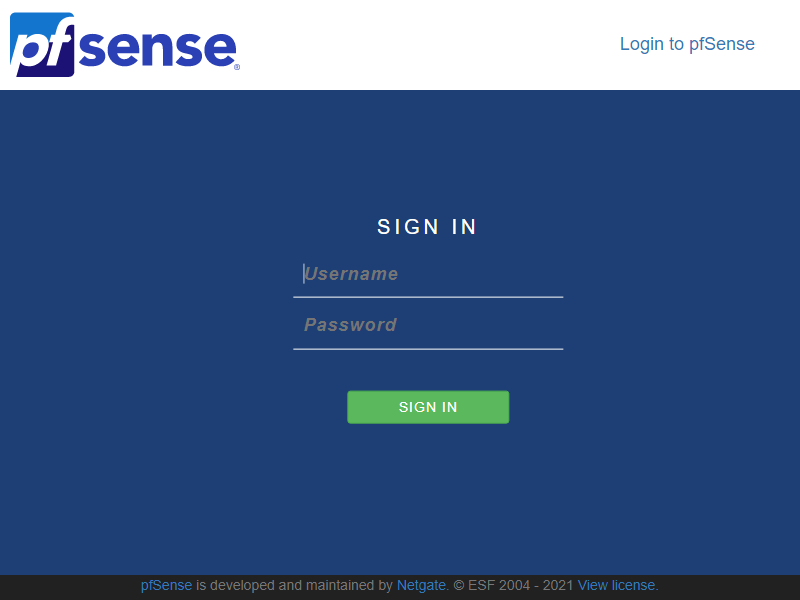 pfsense®
Login to pfSense
SIGN IN
Username
Password
SIGN IN
pfSense is developed and maintained by Netgate. © ESF 2004 - 2021 View license.